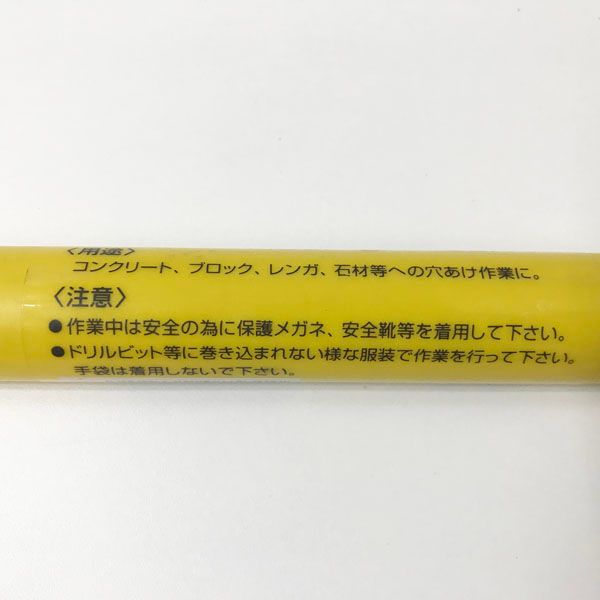 〈用途〉
コンクリート、ブロック、レンガ、石材等への穴あけ作業に。
〈注意〉
●作業中は安全の為に保護メガネ、安全靴等を着用して下さい。
●ドリルビット等に巻き込まれない様な服装で作業を行って下さい。
手袋は着用しないで下さい。